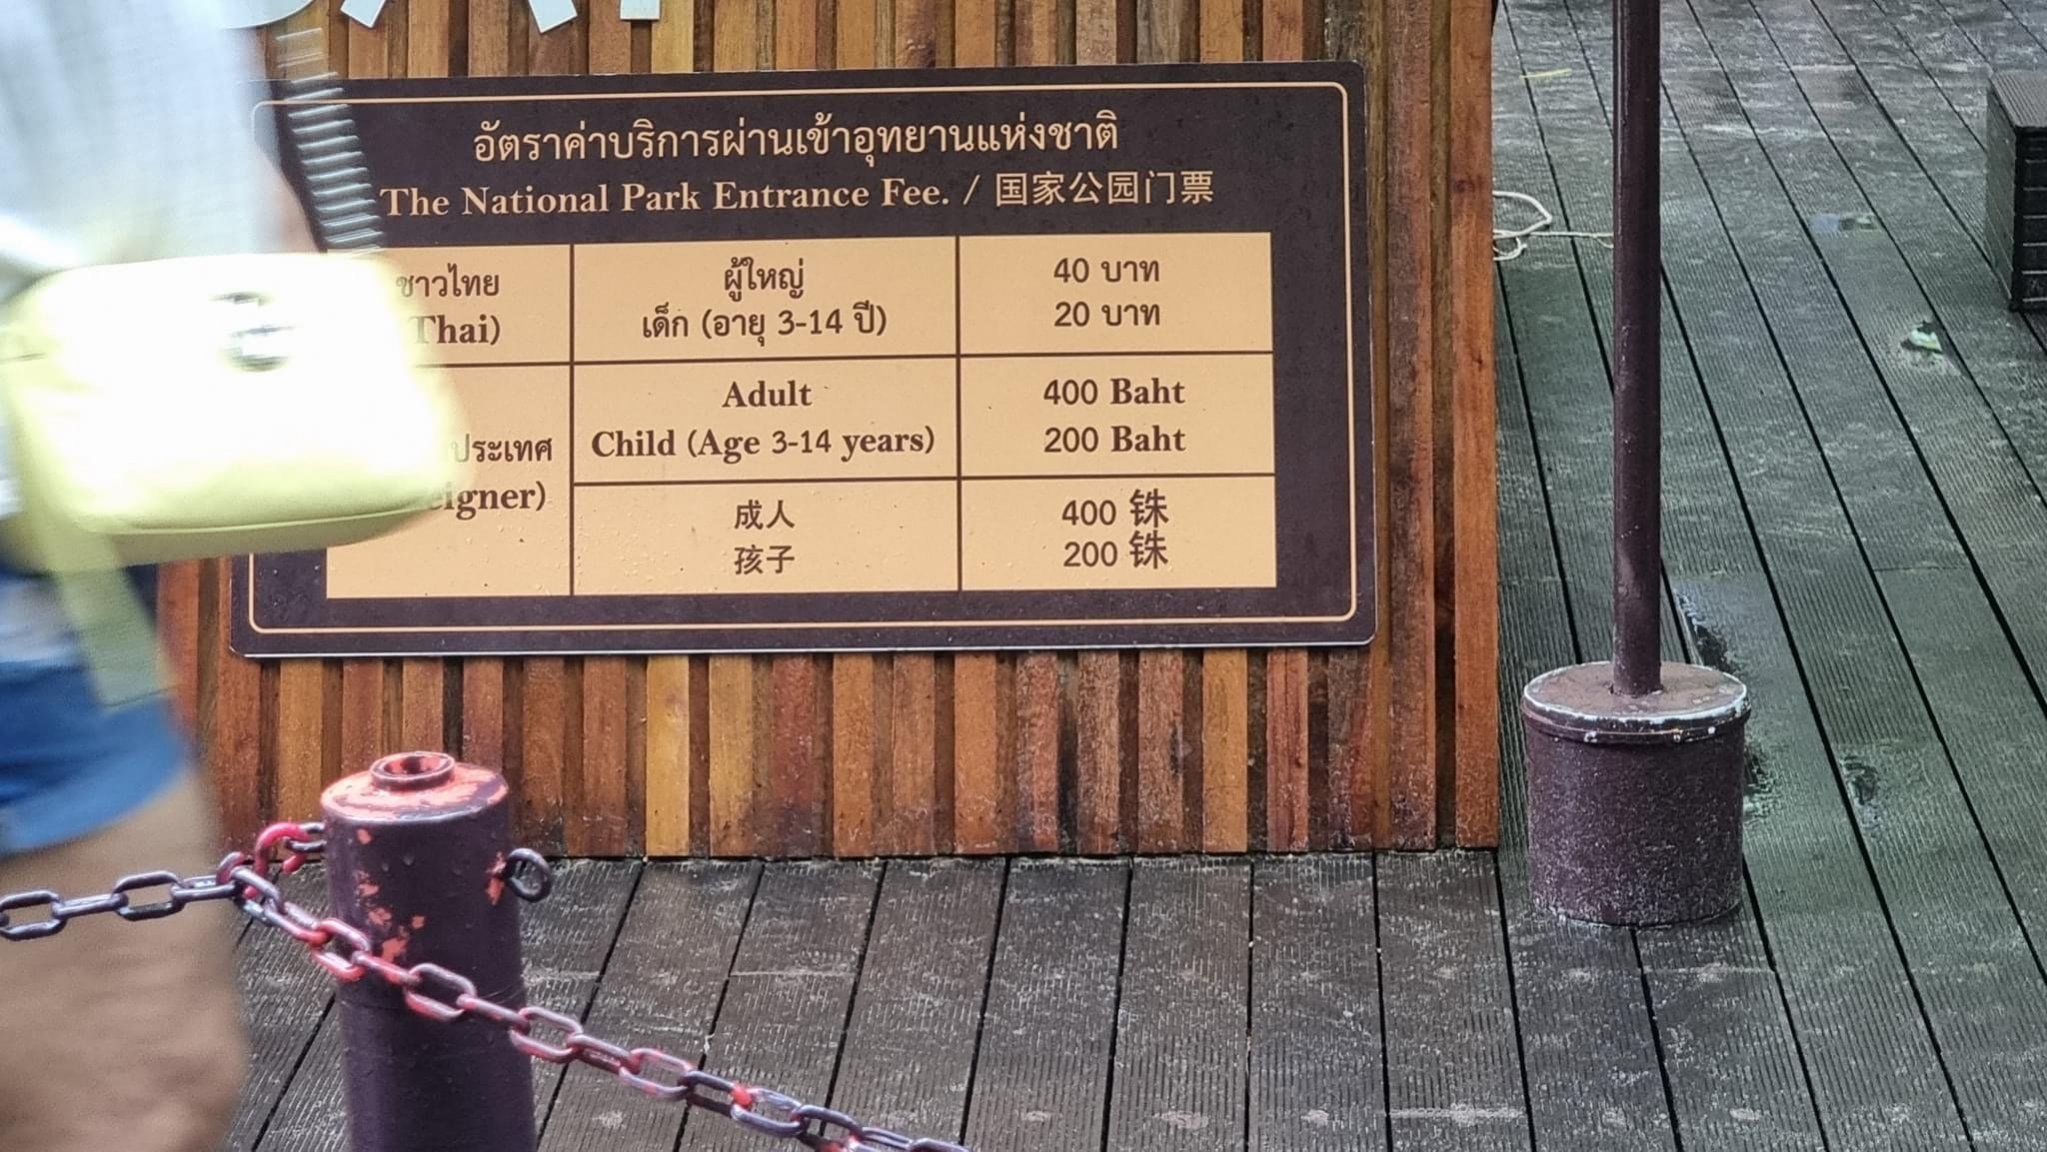 อัตราค่าบริการผ่านเข้าอุทยานแห่งชาติ
The National Park Entrance Fee. / 国家公园门票
ชาวไทย
Thai)
ผู้ใหญ่ 40 บาท
เด็ก (อายุ 3-14 ปี) 20 บาท
ประเทศ
eigner)
Adult 400 Baht
Child (Age 3-14 years) 200 Baht
成人 400 铢
孩子 200 铢